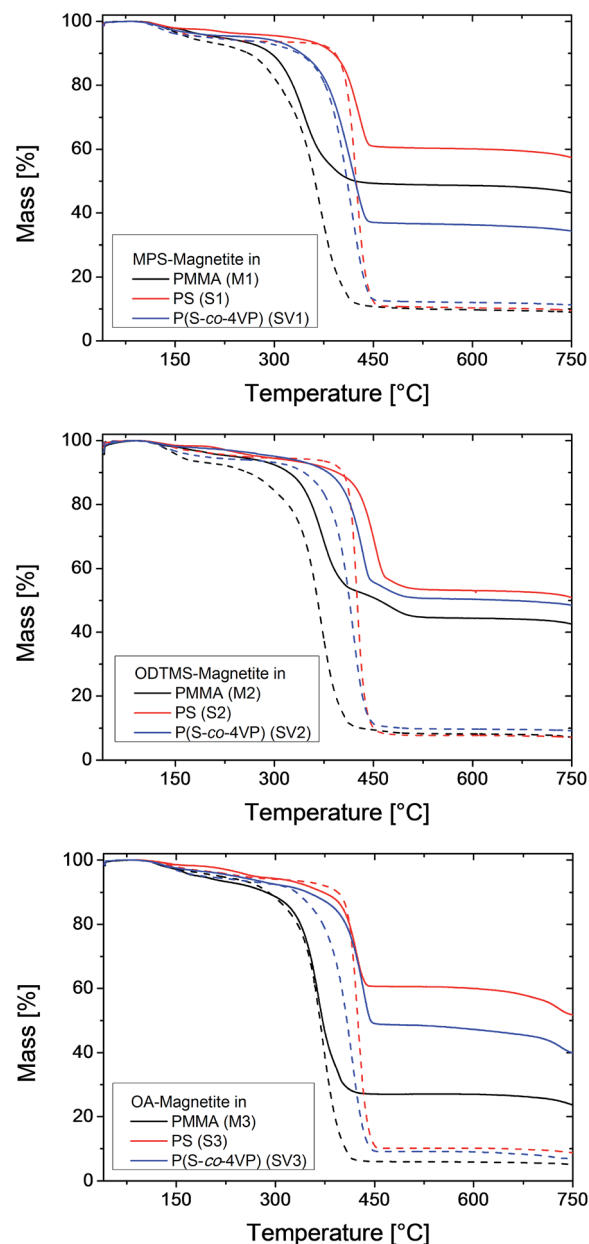 100
80
60
40
20
0
Mass [%]
MPS-Magnetite in
PMMA (M1)
PS (S1)
P(S-co-4VP) (SV1)
150 300 450 600 750
Temperature [°C]
100
80
60
40
20
0
Mass [%]
ODTMS-Magnetite in
PMMA (M2)
PS (S2)
P(S-co-4VP) (SV2)
150 300 450 600 750
Temperature [°C]
100
80
60
40
20
0
Mass [%]
OA-Magnetite in
PMMA (M3)
PS (S3)
P(S-co-4VP) (SV3)
150 300 450 600 750
Temperature [°C]